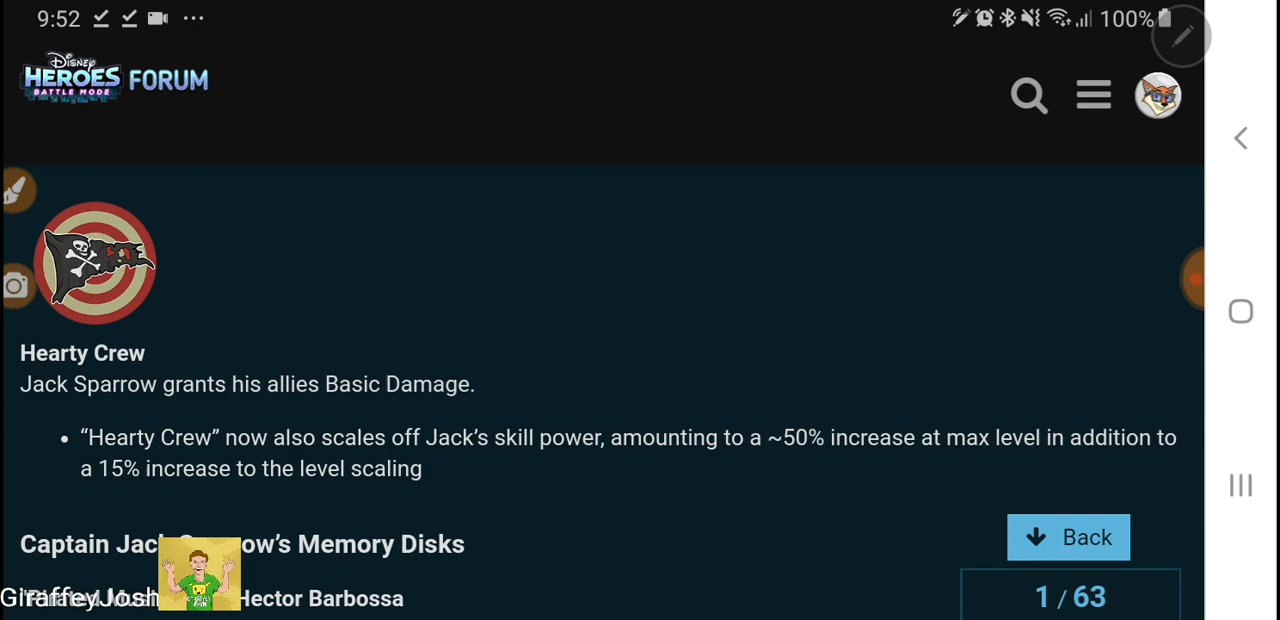 9:52
100%
Disney
HEROES
BATTLE MODE
FORUM
Hearty Crew
Jack Sparrow grants his allies Basic Damage.
• “Hearty Crew” now also scales off Jack’s skill power, amounting to a ~50% increase at max level in addition to
a 15% increase to the level scaling
Captain Jac ow’s Memory Disks
Back
GiraffeyJosh
Hector Barbossa
1 / 63